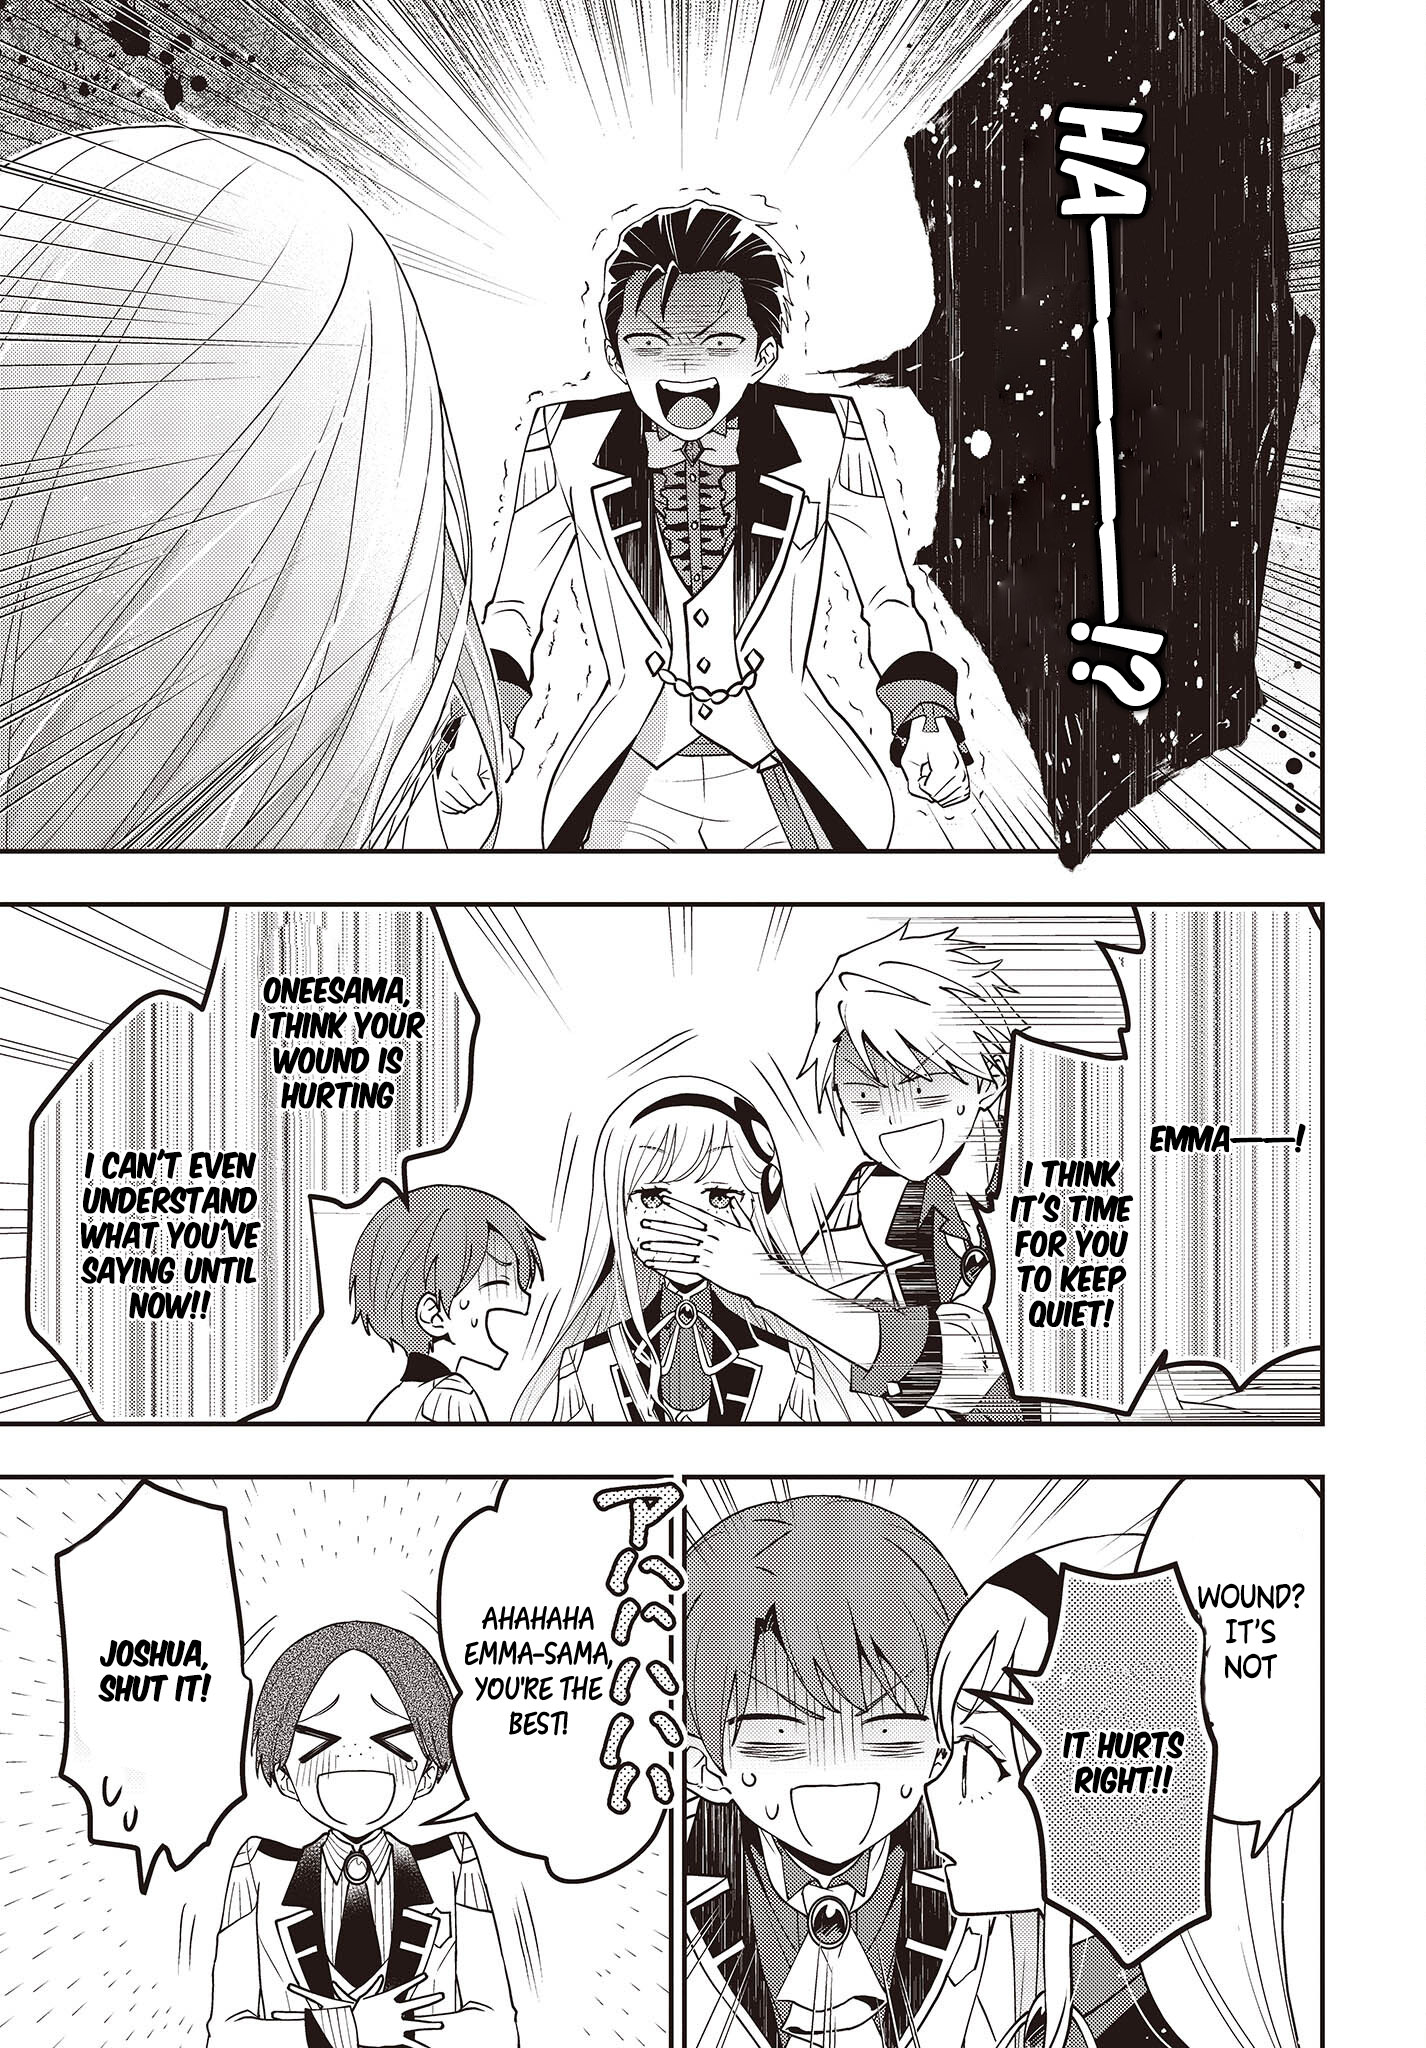 HA————!?
EMMA——!
I THINK
IT'S TIME
FOR YOU
TO KEEP
QUIET!
ONEESAMA,
I THINK YOUR
WOUND IS
HURTING
I CAN'T EVEN
UNDERSTAND
WHAT YOU'VE
SAYING UNTIL
NOW!!
WOUND?
IT'S
NOT
IT HURTS
RIGHT!!
アハハハハハ
AHAHAHA
EMMA-SAMA,
YOU'RE THE
BEST!
JOSHUA,
SHUT IT!